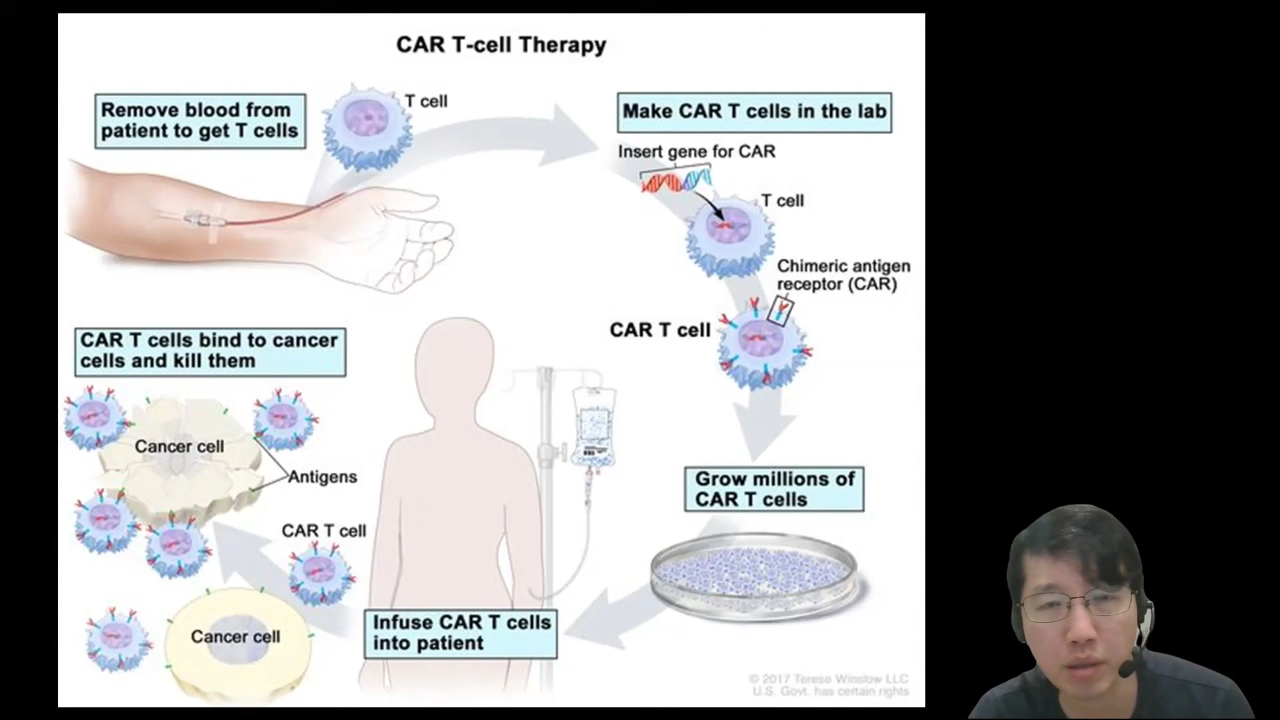 CAR T-cell Therapy
Remove blood from
patient to get T cells
T cell
Make CAR T cells in the lab
Insert gene for CAR
T cell
Chimeric antigen
receptor (CAR)
CAR T cell
Grow millions of
CAR T cells
Infuse CAR T cells
into patient
CAR T cells bind to cancer
cells and kill them
Cancer cell
Antigens
CAR T cell
Cancer cell
© 2017 Terese Winslow LLC
U.S. Govt. has certain rights